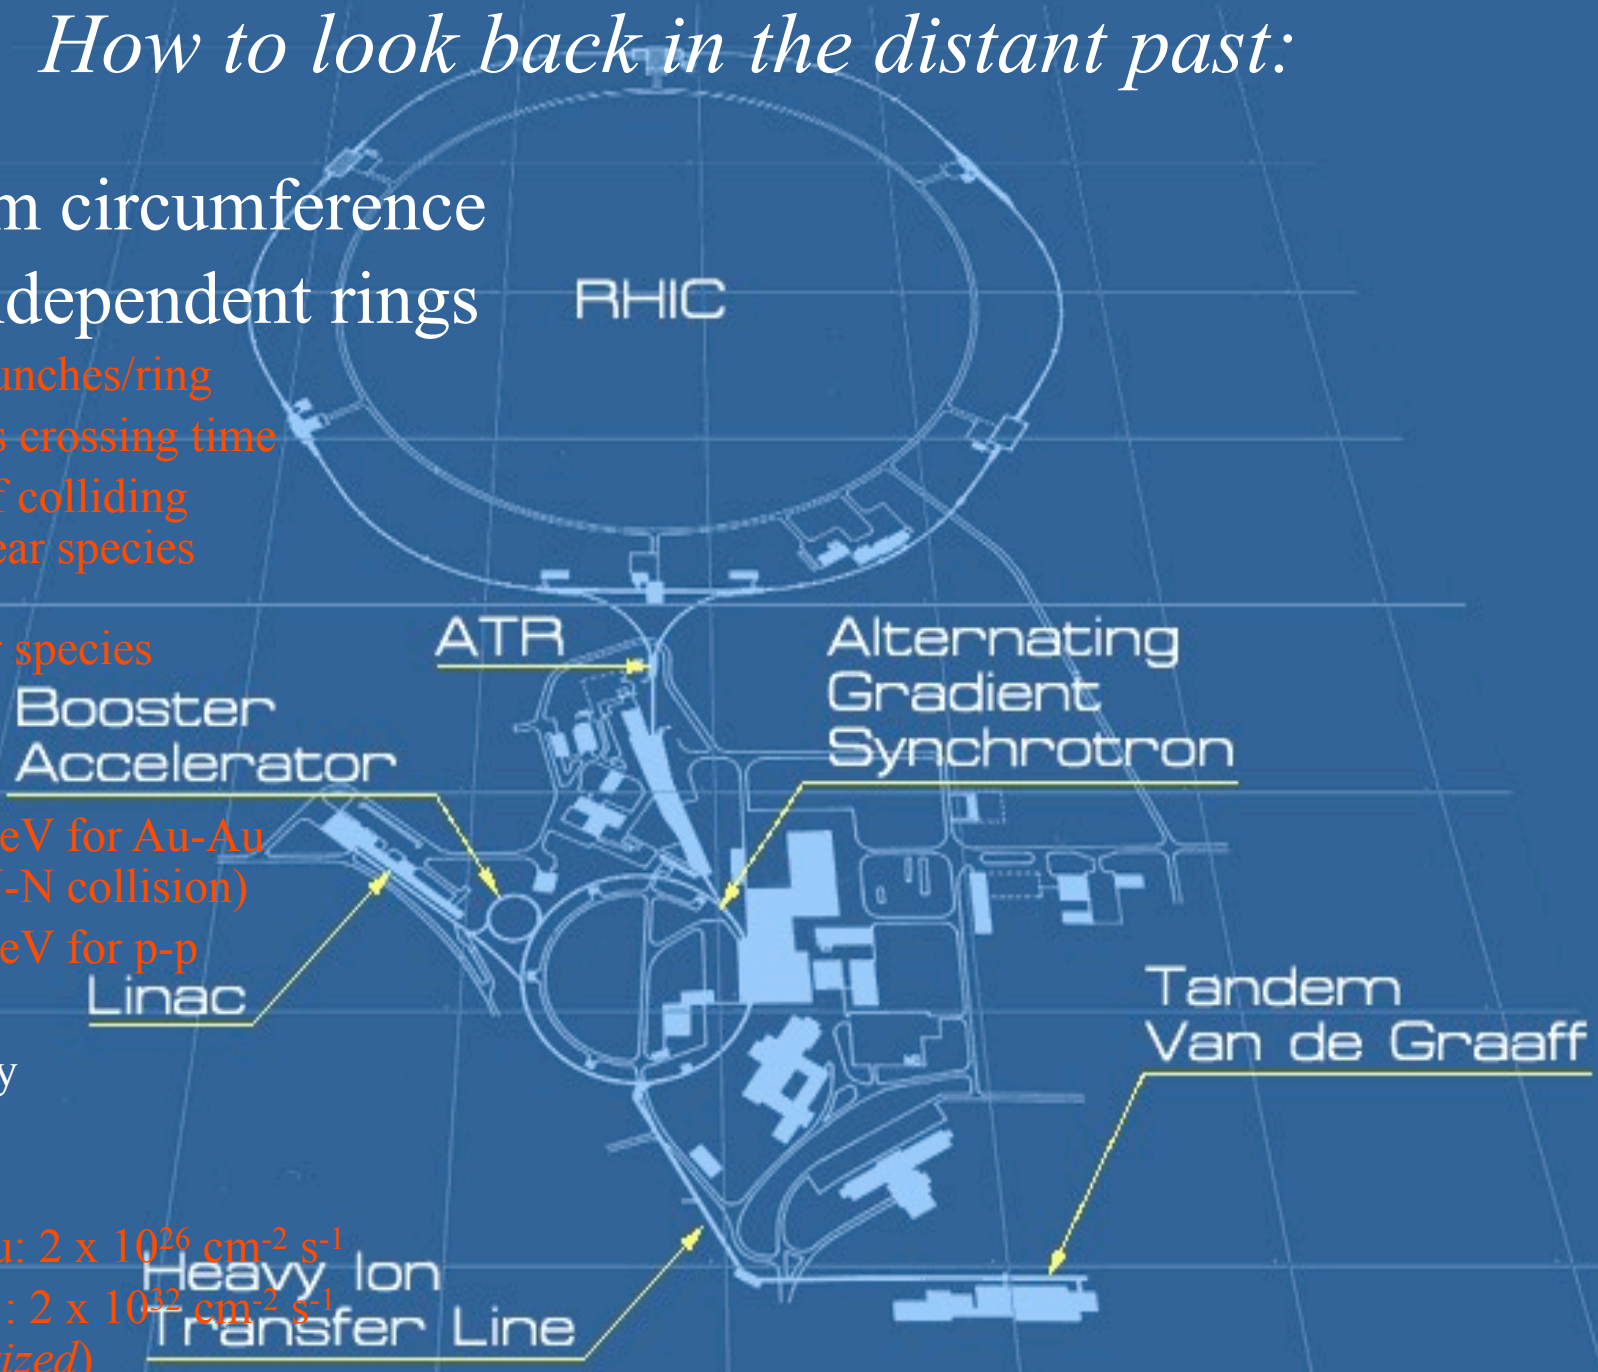 How to look back in the distant past:
m circumference
dependent rings
RHIC
unches/ring
s crossing time
f colliding
ear species
species
ATR
Alternating
Gradient
Synchrotron
Booster
Accelerator
eV for Au-Au
-N collision)
eV for p-p
Linac
Tandem
Van de Graaff
y
u: 2 x 10²⁶ cm⁻² s⁻¹
: 2 x 10³² cm⁻² s⁻¹
ized)
Heavy Ion
Transfer Line